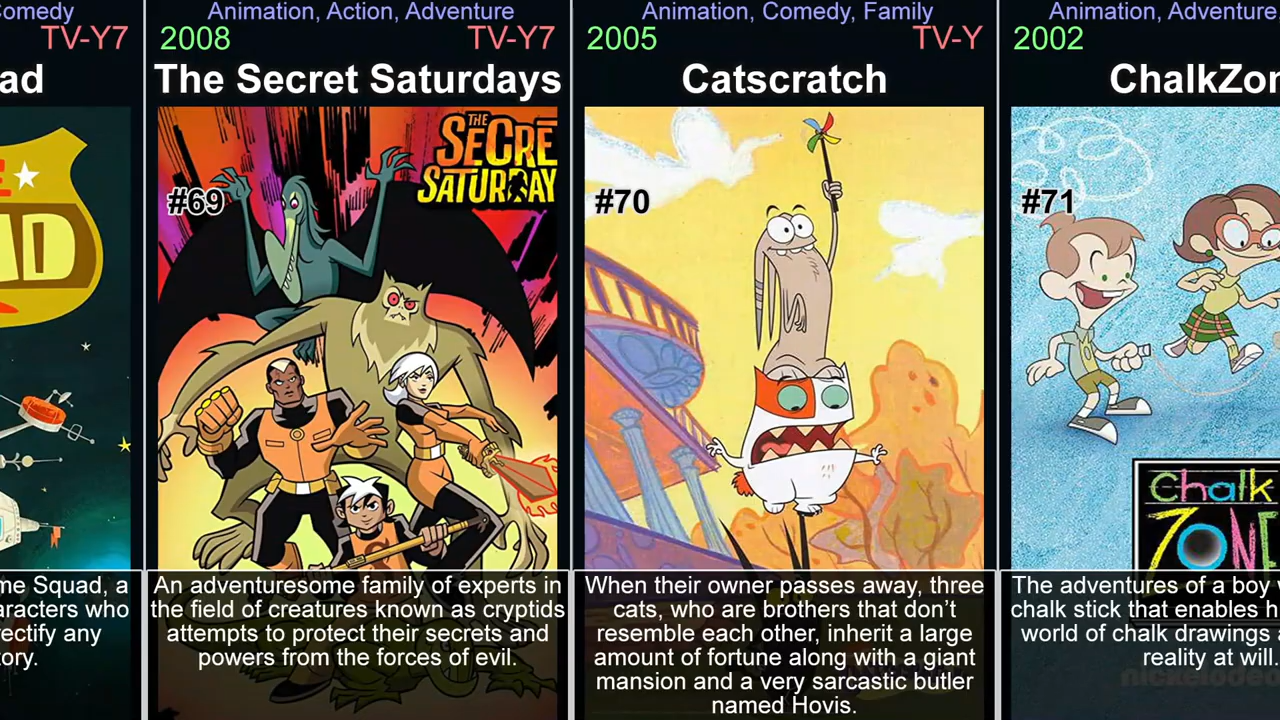 Comedy
TV-Y7
ad
E
AD
me Squad, a
aracters who
ectify any
ory.
Animation, Action, Adventure
2008
TV-Y7
The Secret Saturdays
THE
SECRE
SATURDAY
#69
An adventuresome family of experts in
the field of creatures known as cryptids
attempts to protect their secrets and
powers from the forces of evil.
Animation, Comedy, Family
2005
TV-Y
Catscratch
#70
When their owner passes away, three
cats, who are brothers that don't
resemble each other, inherit a large
amount of fortune along with a giant
mansion and a very sarcastic butler
named Hovis.
Animation, Adventure
2002
ChalkZon
#71
Chalk
ZONE
The adventures of a boy
chalk stick that enables h
world of chalk drawings
reality at will.
nickelodeo